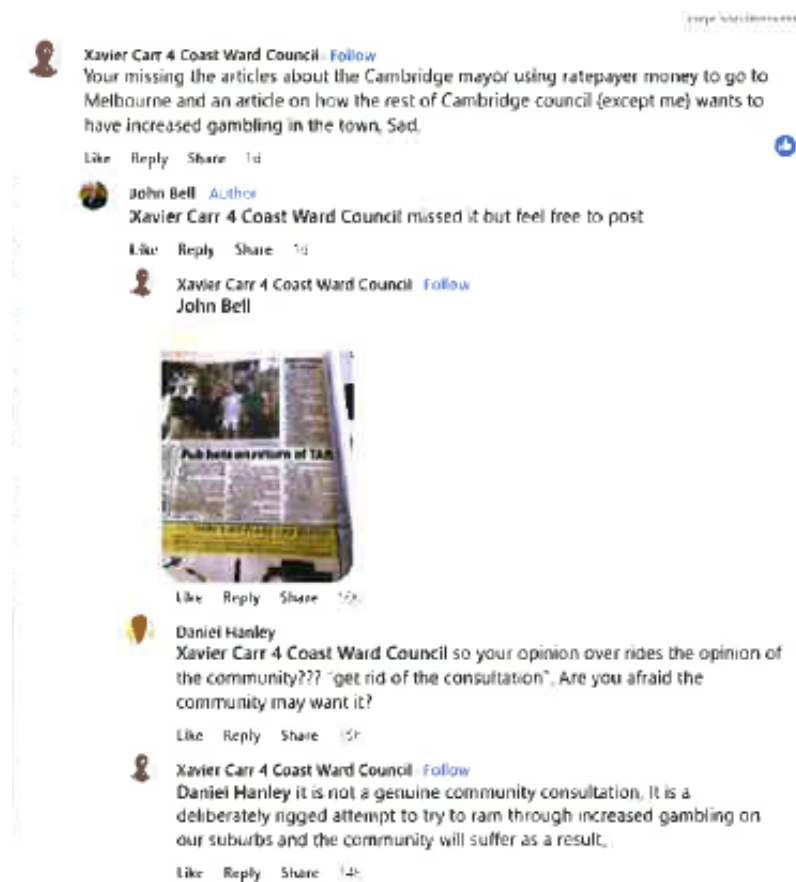 Xavier Carr 4 Coast Ward Council Follow
Your missing the articles about the Cambridge mayor using ratepayer money to go to
Melbourne and an article on how the rest of Cambridge council (except me) wants to
have increased gambling in the town, Sad.
Like Reply Share 1d
John Bell Author
Xavier Carr 4 Coast Ward Council missed it but feel free to post
Like Reply Share 1d
Xavier Carr 4 Coast Ward Council Follow
John Bell
Pub bets on return of TAB
Like Reply Share
Daniel Hanley
Xavier Carr 4 Coast Ward Council so your opinion over rides the opinion of
the community??? "get rid of the consultation". Are you afraid the
community may want it?
Like Reply Share
Xavier Carr 4 Coast Ward Council Follow
Daniel Hanley it is not a genuine community consultation, It is a
deliberately rigged attempt to try to ram through increased gambling on
our suburbs and the community will suffer as a result.
Like Reply Share 14h